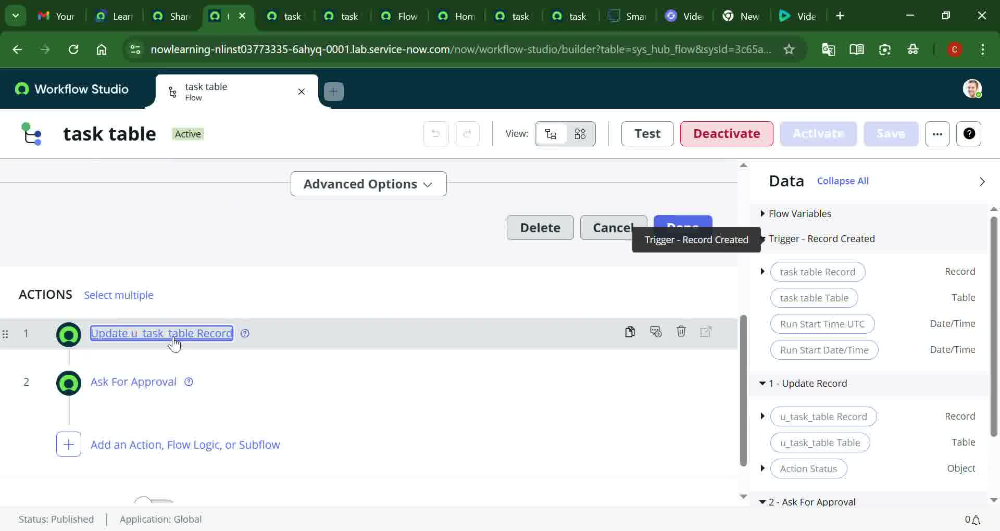 Your
Lear
Shar
t
task
task
Flow
Hom
task
task
Sma
Vide
New
Vide
nowlearning-nlinst03773335-6ahyq-0001.lab.service-now.com/now/workflow-studio/builder?table=sys_hub_flow&sysId=3c65a...
C
Workflow Studio
task table
Flow
task table
Active
View:
Test
Deactivate
Activate
Save
Advanced Options
Data
Collapse All
Flow Variables
Delete
Cancel
Done
Trigger - Record Created
Trigger - Record Created
task table Record
Record
task table Table
Table
Run Start Time UTC
Date/Time
Run Start Date/Time
Date/Time
ACTIONS
Select multiple
1
Update u_task_table Record
2
Ask For Approval
Add an Action, Flow Logic, or Subflow
1 - Update Record
u_task_table Record
Record
u_task_table Table
Table
Action Status
Object
2 - Ask For Approval
Status: Published
Application: Global
0